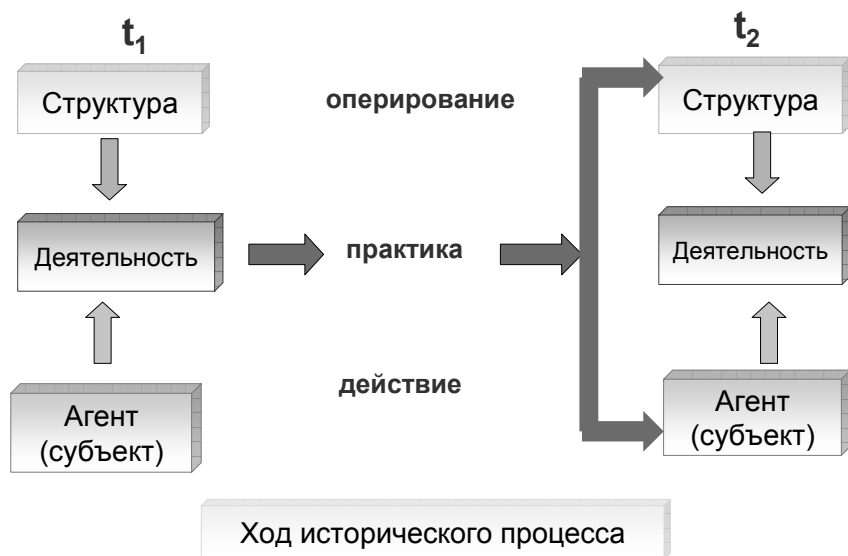 t1
t2
Структура
оперирование
Структура
Деятельность
практика
Деятельность
действие
Агент
(субъект)
Агент
(субъект)
Ход исторического процесса